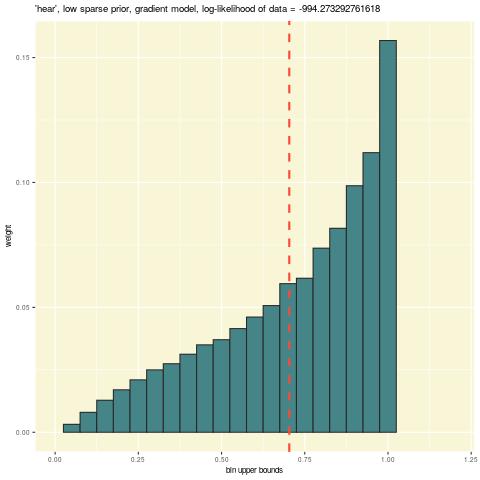 'hear', low sparse prior, gradient model, log-likelihood of data = -994.273292761618
0.15
0.10
0.05
0.00
weight
0.00 0.25 0.50 0.75 1.00 1.25
bin upper bounds